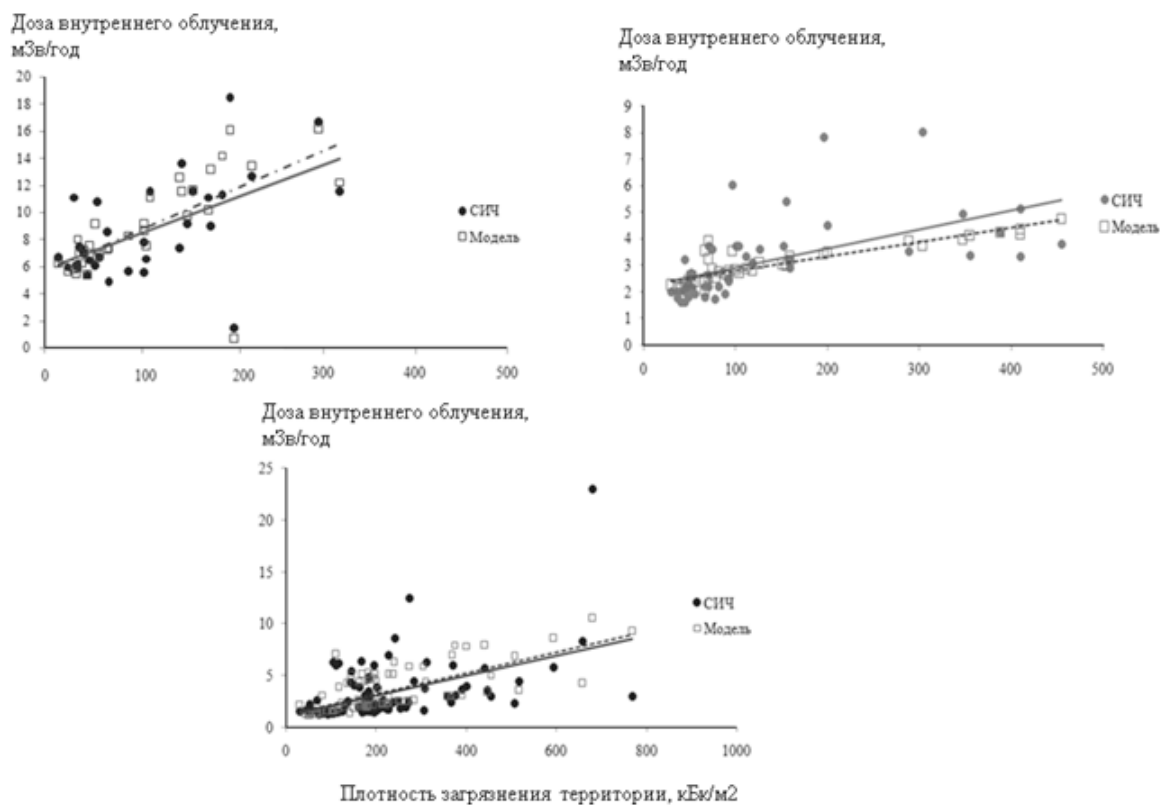 Доза внутреннего облучения,
мЗв/год
20
18
16
14
12
10
8
6
4
2
0
0 100 200 300 400 500
СИЧ
Модель
Доза внутреннего облучения,
мЗв/год
9
8
7
6
5
4
3
2
1
0
0 100 200 300 400 500
СИЧ
Модель
Доза внутреннего облучения,
мЗв/год
25
20
15
10
5
0
0 200 400 600 800 1000
СИЧ
Модель
Плотность загрязнения территории, кБк/м2